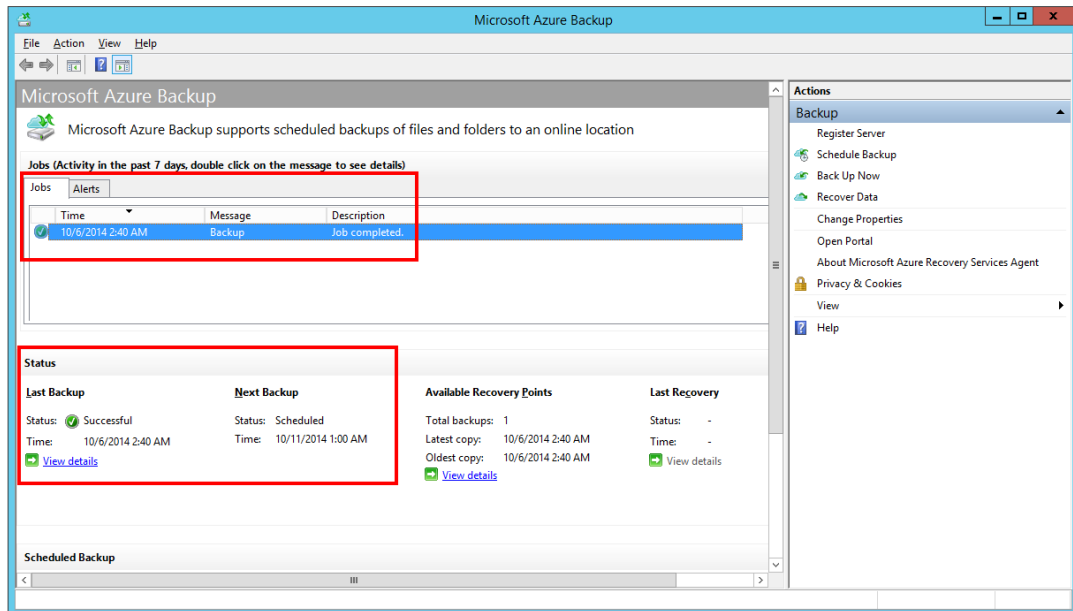 Microsoft Azure Backup
File Action View Help
Microsoft Azure Backup
Microsoft Azure Backup supports scheduled backups of files and folders to an online location
Jobs (Activity in the past 7 days, double click on the message to see details)
Jobs Alerts
Time Message Description
10/6/2014 2:40 AM Backup Job completed.
Status
Last Backup Next Backup Available Recovery Points Last Recovery
Status: Successful Status: Scheduled Total backups: 1 Status: -
Time: 10/6/2014 2:40 AM Time: 10/11/2014 1:00 AM Latest copy: 10/6/2014 2:40 AM Time: -
View details Oldest copy: 10/6/2014 2:40 AM View details
View details
Scheduled Backup
Actions
Backup
Register Server
Schedule Backup
Back Up Now
Recover Data
Change Properties
Open Portal
About Microsoft Azure Recovery Services Agent
Privacy & Cookies
View
Help